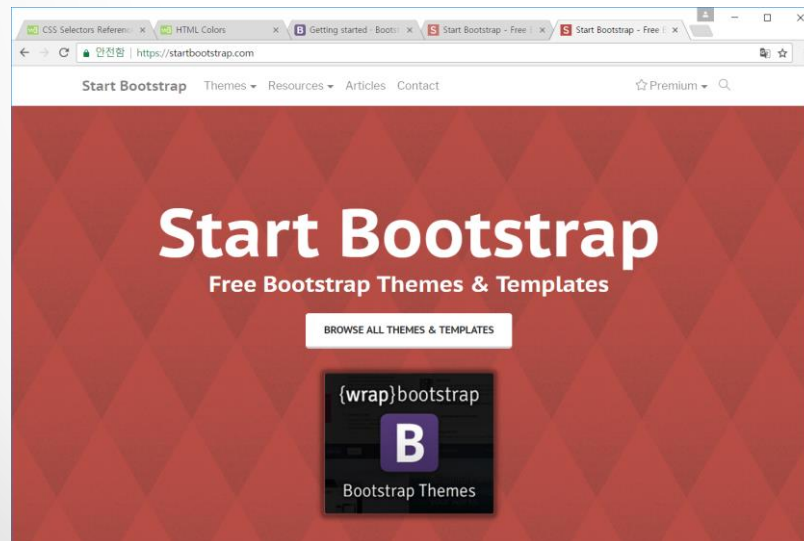 CSS Selectors Referen
HTML Colors
Getting started · Boots
Start Bootstrap - Free
Start Bootstrap - Free
안전함 | https://startbootstrap.com
Start Bootstrap Themes Resources Articles Contact Premium
Start Bootstrap
Free Bootstrap Themes & Templates
BROWSE ALL THEMES & TEMPLATES
{wrap}bootstrap
B
Bootstrap Themes